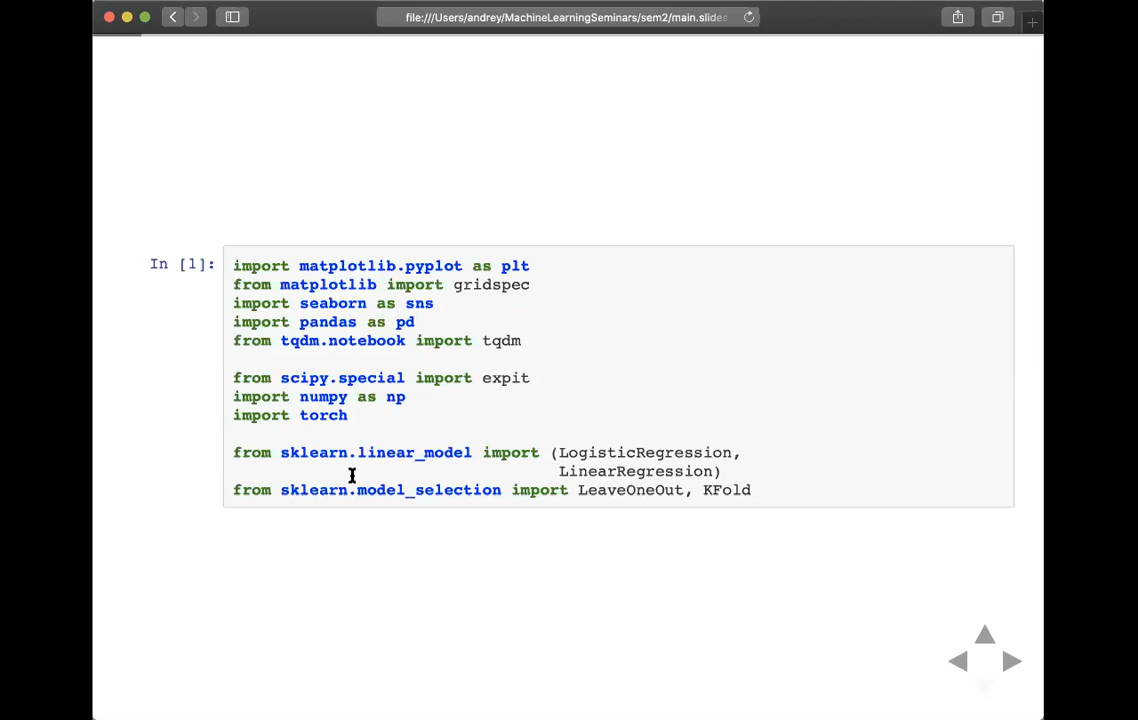 file:///Users/andrey/MachineLearningSeminars/sem2/main.slides
In [1]:
import matplotlib.pyplot as plt
from matplotlib import gridspec
import seaborn as sns
import pandas as pd
from tqdm.notebook import tqdm
from scipy.special import expit
import numpy as np
import torch
from sklearn.linear_model import (LogisticRegression,
LinearRegression)
from sklearn.model_selection import LeaveOneOut, KFold